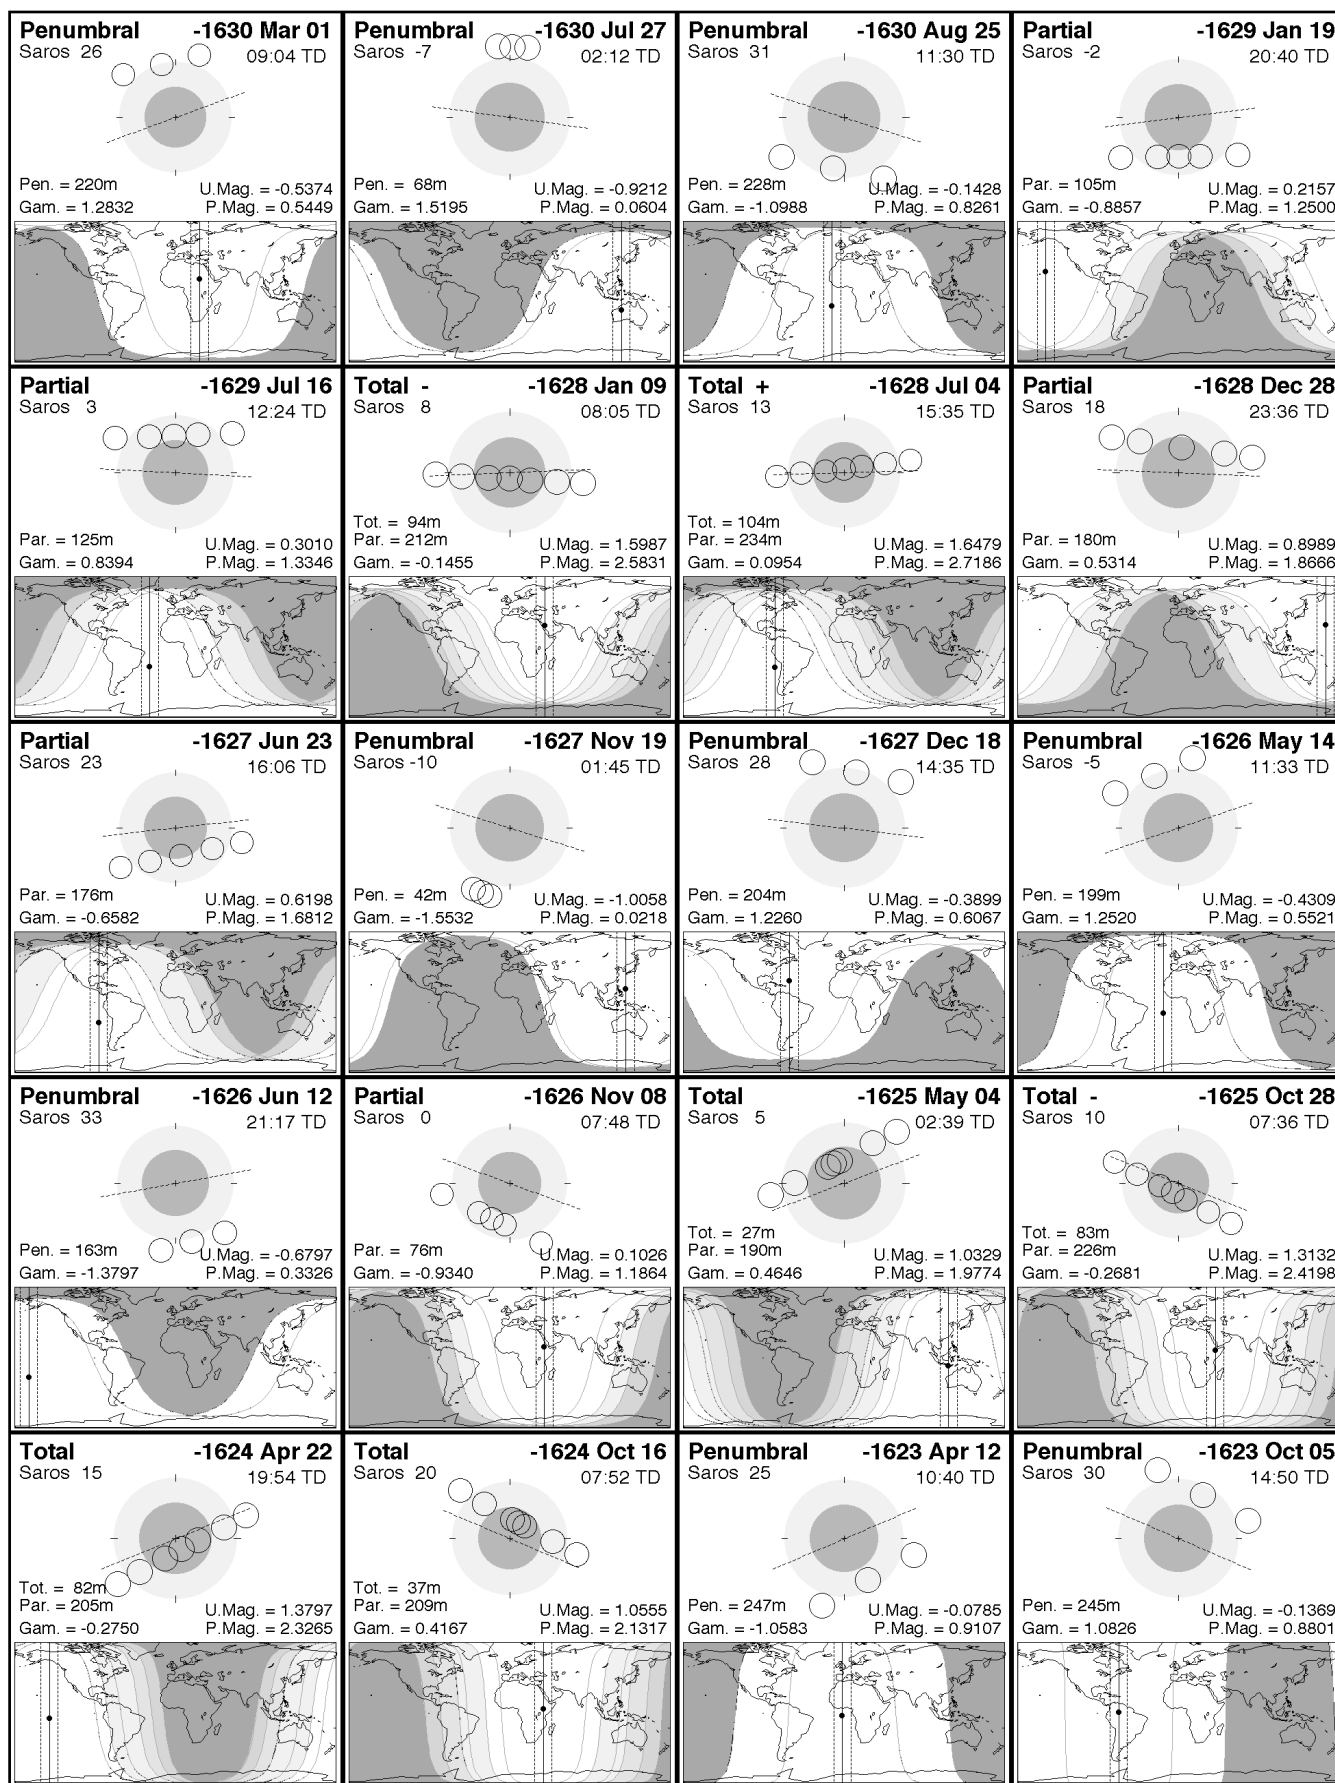 Penumbral -1630 Mar 01
Saros 26 09:04 TD
Pen. = 220m U.Mag. = -0.5374
Gam. = 1.2832 P.Mag. = 0.5449
Penumbral -1630 Jul 27
Saros -7 02:12 TD
Pen. = 68m U.Mag. = -0.9212
Gam. = 1.5195 P.Mag. = 0.0604
Penumbral -1630 Aug 25
Saros 31 11:30 TD
Pen. = 228m U.Mag. = -0.1428
Gam. = -1.0988 P.Mag. = 0.8261
Partial -1629 Jan 19
Saros -2 20:40 TD
Par. = 105m U.Mag. = 0.2157
Gam. = -0.8857 P.Mag. = 1.2500
Partial -1629 Jul 16
Saros 3 12:24 TD
Par. = 125m U.Mag. = 0.3010
Gam. = 0.8394 P.Mag. = 1.3346
Total - -1628 Jan 09
Saros 8 08:05 TD
Tot. = 94m
Par. = 212m U.Mag. = 1.5987
Gam. = -0.1455 P.Mag. = 2.5831
Total + -1628 Jul 04
Saros 13 15:35 TD
Tot. = 104m
Par. = 234m U.Mag. = 1.6479
Gam. = 0.0954 P.Mag. = 2.7186
Partial -1628 Dec 28
Saros 18 23:36 TD
Par. = 180m U.Mag. = 0.8989
Gam. = 0.5314 P.Mag. = 1.8666
Partial -1627 Jun 23
Saros 23 16:06 TD
Par. = 176m U.Mag. = 0.6198
Gam. = -0.6582 P.Mag. = 1.6812
Penumbral -1627 Nov 19
Saros -10 01:45 TD
Pen. = 42m U.Mag. = -1.0058
Gam. = -1.5532 P.Mag. = 0.0218
Penumbral -1627 Dec 18
Saros 28 14:35 TD
Pen. = 204m U.Mag. = -0.3899
Gam. = 1.2260 P.Mag. = 0.6067
Penumbral -1626 May 14
Saros -5 11:33 TD
Pen. = 199m U.Mag. = -0.4309
Gam. = 1.2520 P.Mag. = 0.5521
Penumbral -1626 Jun 12
Saros 33 21:17 TD
Pen. = 163m U.Mag. = -0.6797
Gam. = -1.3797 P.Mag. = 0.3326
Partial -1626 Nov 08
Saros 0 07:48 TD
Par. = 76m U.Mag. = 0.1026
Gam. = -0.9340 P.Mag. = 1.1864
Total -1625 May 04
Saros 5 02:39 TD
Tot. = 27m
Par. = 190m U.Mag. = 1.0329
Gam. = 0.4646 P.Mag. = 1.9774
Total - -1625 Oct 28
Saros 10 07:36 TD
Tot. = 83m
Par. = 226m U.Mag. = 1.3132
Gam. = -0.2681 P.Mag. = 2.4198
Total -1624 Apr 22
Saros 15 19:54 TD
Tot. = 82m
Par. = 205m U.Mag. = 1.3797
Gam. = -0.2750 P.Mag. = 2.3265
Total -1624 Oct 16
Saros 20 07:52 TD
Tot. = 37m
Par. = 209m U.Mag. = 1.0555
Gam. = 0.4167 P.Mag. = 2.1317
Penumbral -1623 Apr 12
Saros 25 10:40 TD
Pen. = 247m U.Mag. = -0.0785
Gam. = -1.0583 P.Mag. = 0.9107
Penumbral -1623 Oct 05
Saros 30 14:50 TD
Pen. = 245m U.Mag. = -0.1369
Gam. = 1.0826 P.Mag. = 0.8801